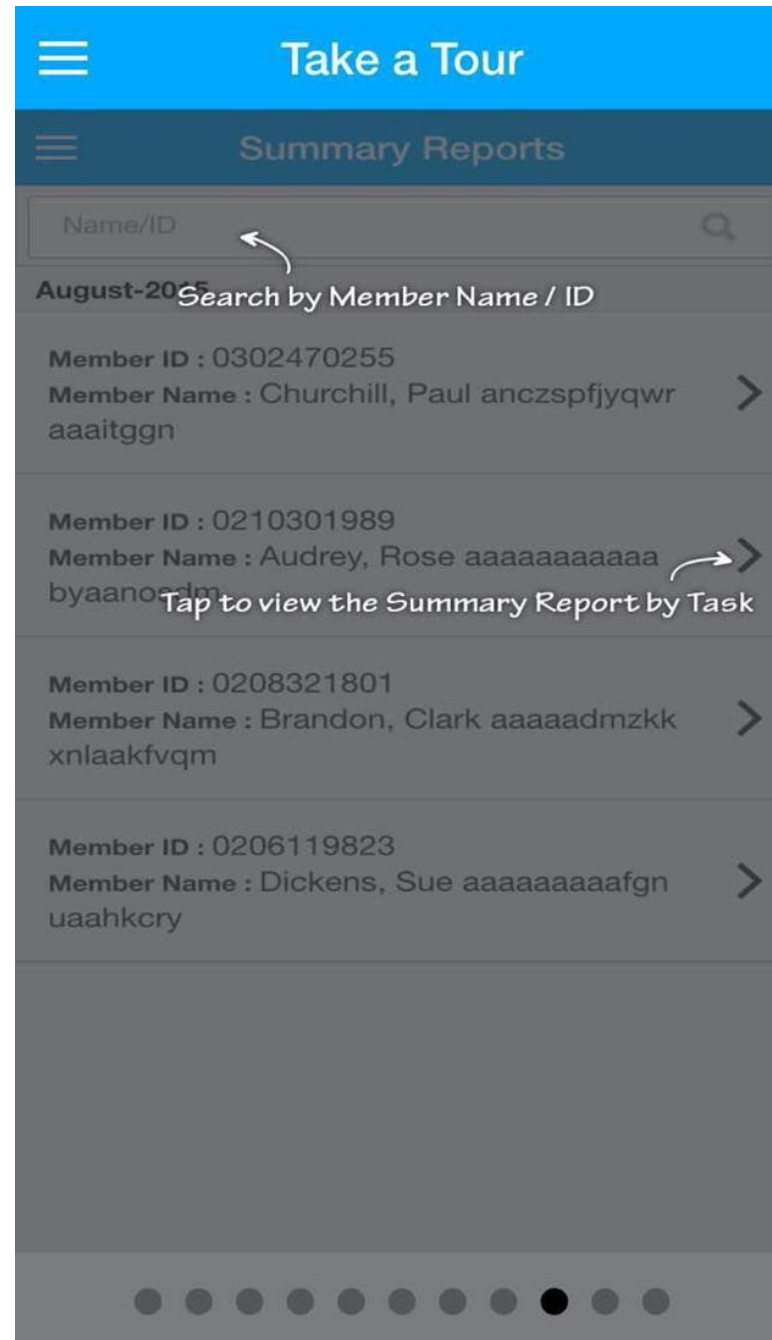 Take a Tour
Summary Reports
Name/ID
August-2015
Search by Member Name / ID
Member ID : 0302470255
Member Name : Churchill, Paul anczspfjyqwr
aaaitggn
Member ID : 0210301989
Member Name : Audrey, Rose aaaaaaaaaaa
Tap to view the Summary Report by Task
Member ID : 0208321801
Member Name : Brandon, Clark aaaaadmzkk
xnlaakfvqm
Member ID : 0206119823
Member Name : Dickens, Sue aaaaaaaaafgn
uaahkcry